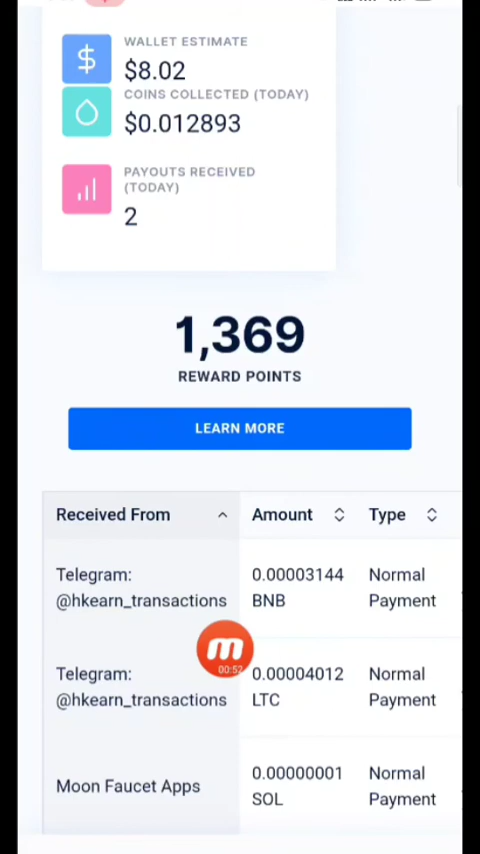 WALLET ESTIMATE
$8.02
COINS COLLECTED (TODAY)
$0.012893
PAYOUTS RECEIVED
(TODAY)
2
1,369
REWARD POINTS
LEARN MORE
Received From Amount Type
Telegram: 0.00003144 Normal
@hkearn_transactions BNB Payment
00:52
Telegram: 0.00004012 Normal
@hkearn_transactions LTC Payment
Moon Faucet Apps 0.00000001 Normal
SOL Payment